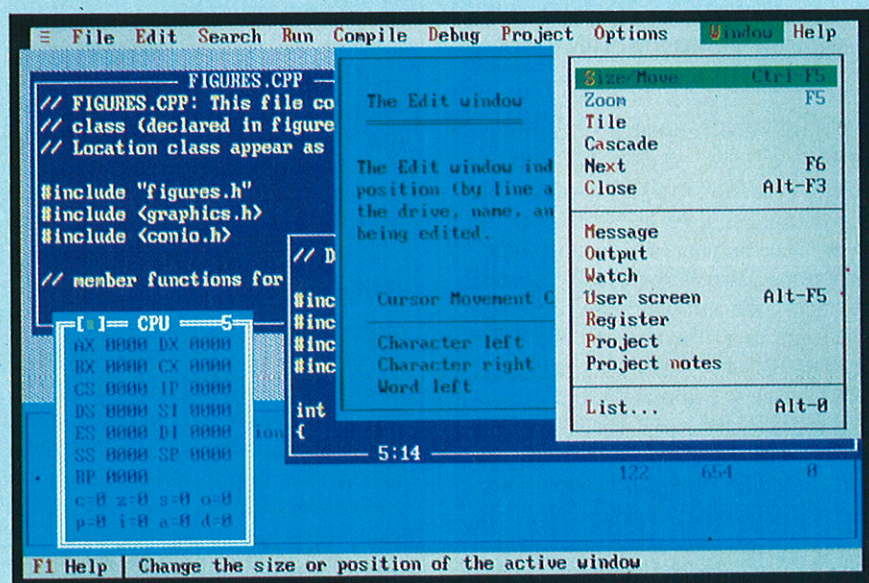 ≡ File Edit Search Run Compile Debug Project Options Window Help
FIGURES.CPP
// FIGURES.CPP: This file co
// class (declared in figure
// Location class appear as
#include "figures.h"
#include <graphics.h>
#include <conio.h>
// member functions for
The Edit window
The Edit window ind
position (by line a
the drive, name, an
being edited.
Cursor Movement C
Character left
Character right
Word left
// D
#inc
#inc
#inc
#inc
int
{
5:14
Size/Move Ctrl-F5
Zoom F5
Tile
Cascade
Next F6
Close Alt-F3
Message
Output
Watch
User screen Alt-F5
Register
Project
Project notes
List... Alt-0
[■] CPU 5
AX 0000 DX 0000
BX 0000 CX 0000
CS 0000 IP 0000
DS 0000 SI 0000
ES 0000 DI 0000
SS 0000 SP 0000
BP 0000
c=0 z=0 s=0 o=0
p=0 i=0 a=0 d=0
ion
122 654 0
F1 Help | Change the size or position of the active window